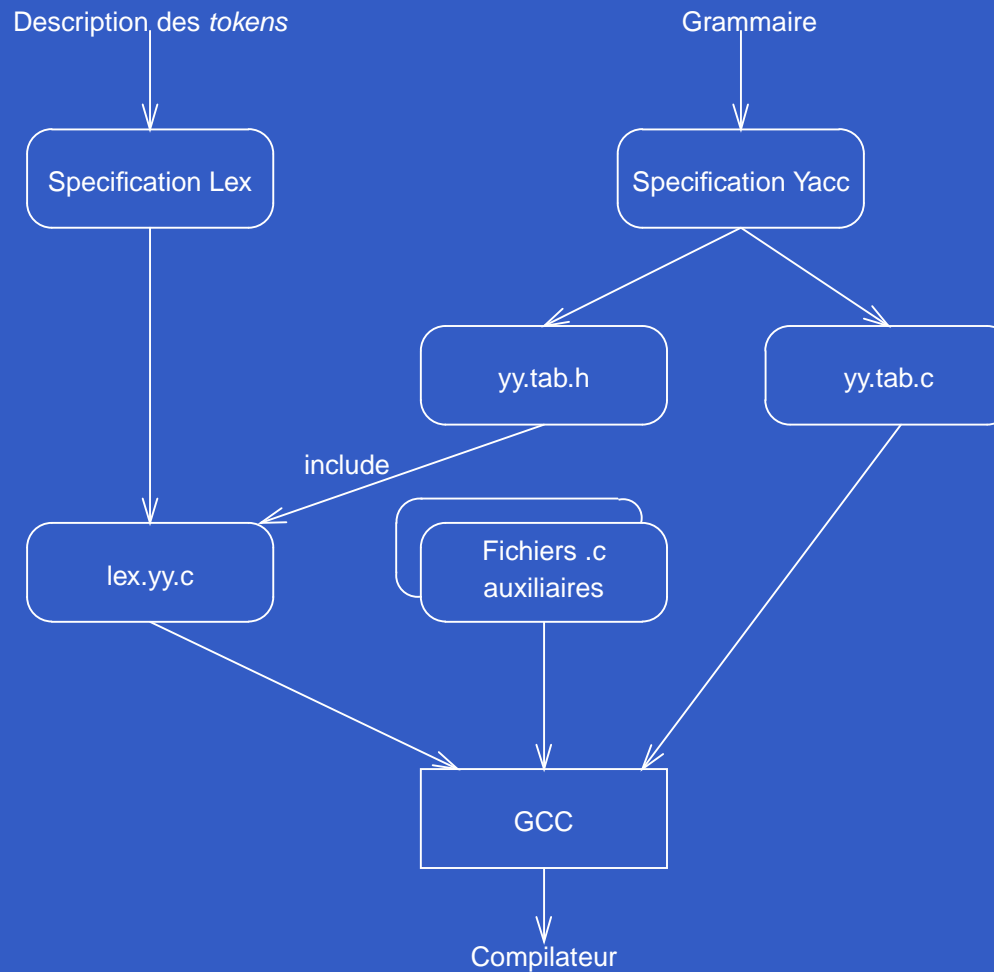 Description des tokens
Grammaire
Specification Lex
Specification Yacc
yy.tab.h
yy.tab.c
include
Fichiers .c
auxiliaires
lex.yy.c
GCC
Compilateur